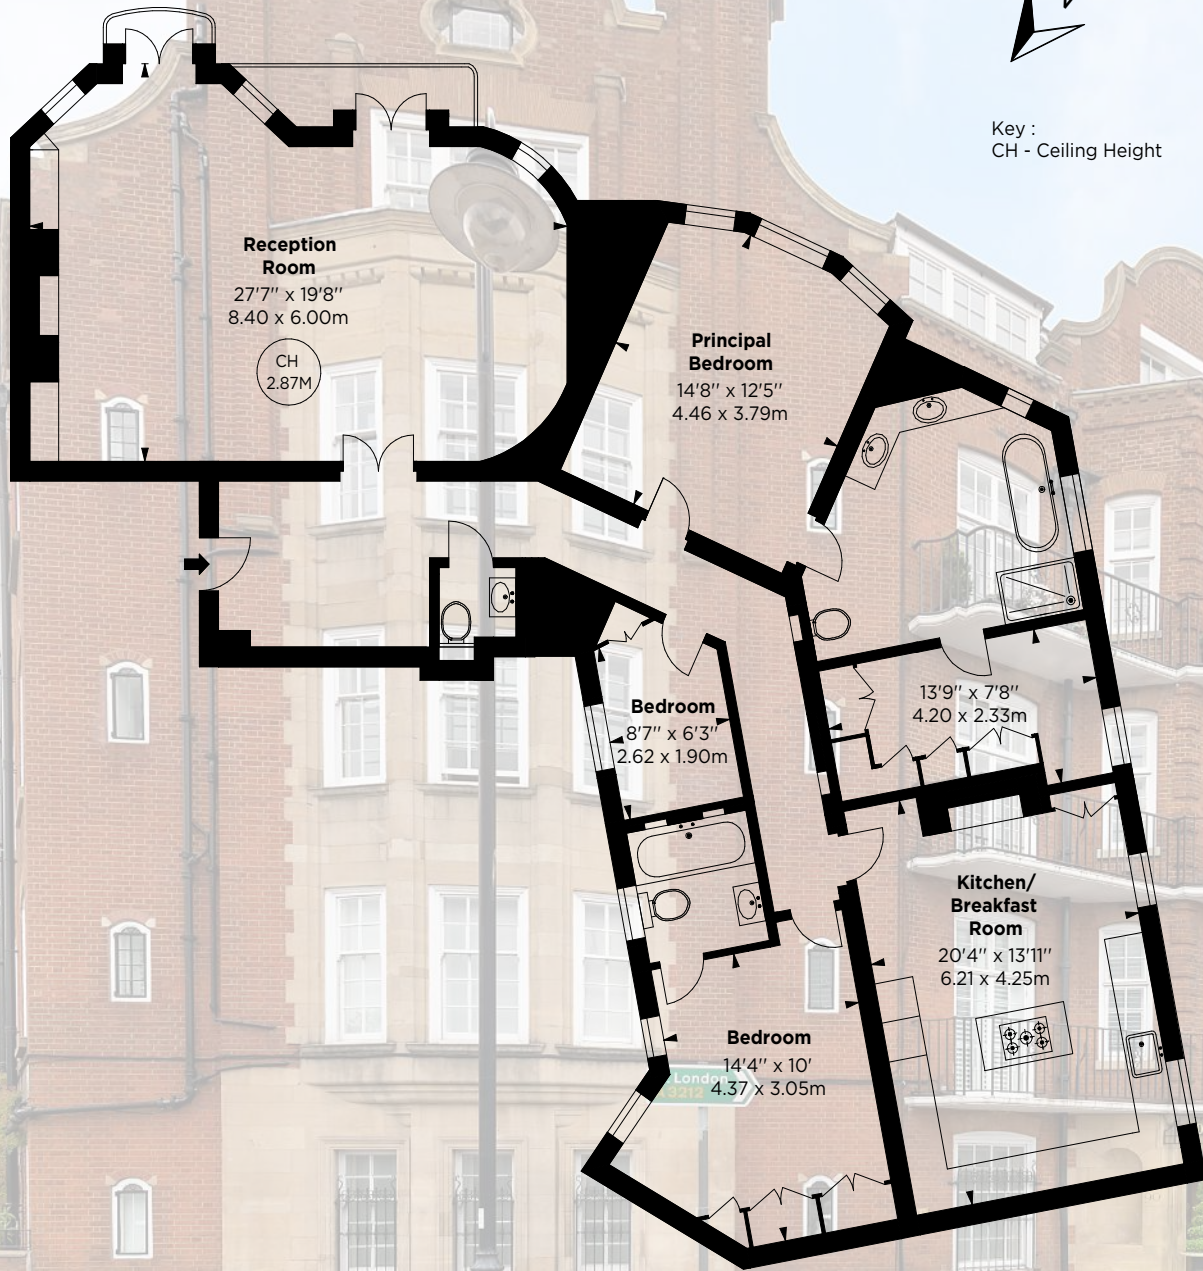 Key :
CH - Ceiling Height
Reception
Room
27'7'' x 19'8''
8.40 x 6.00m
CH
2.87M
Principal
Bedroom
14'8'' x 12'5''
4.46 x 3.79m
13'9'' x 7'8''
4.20 x 2.33m
Bedroom
8'7'' x 6'3''
2.62 x 1.90m
Kitchen/
Breakfast
Room
20'4'' x 13'11''
6.21 x 4.25m
Bedroom
14'4'' x 10'
4.37 x 3.05m
London
3212